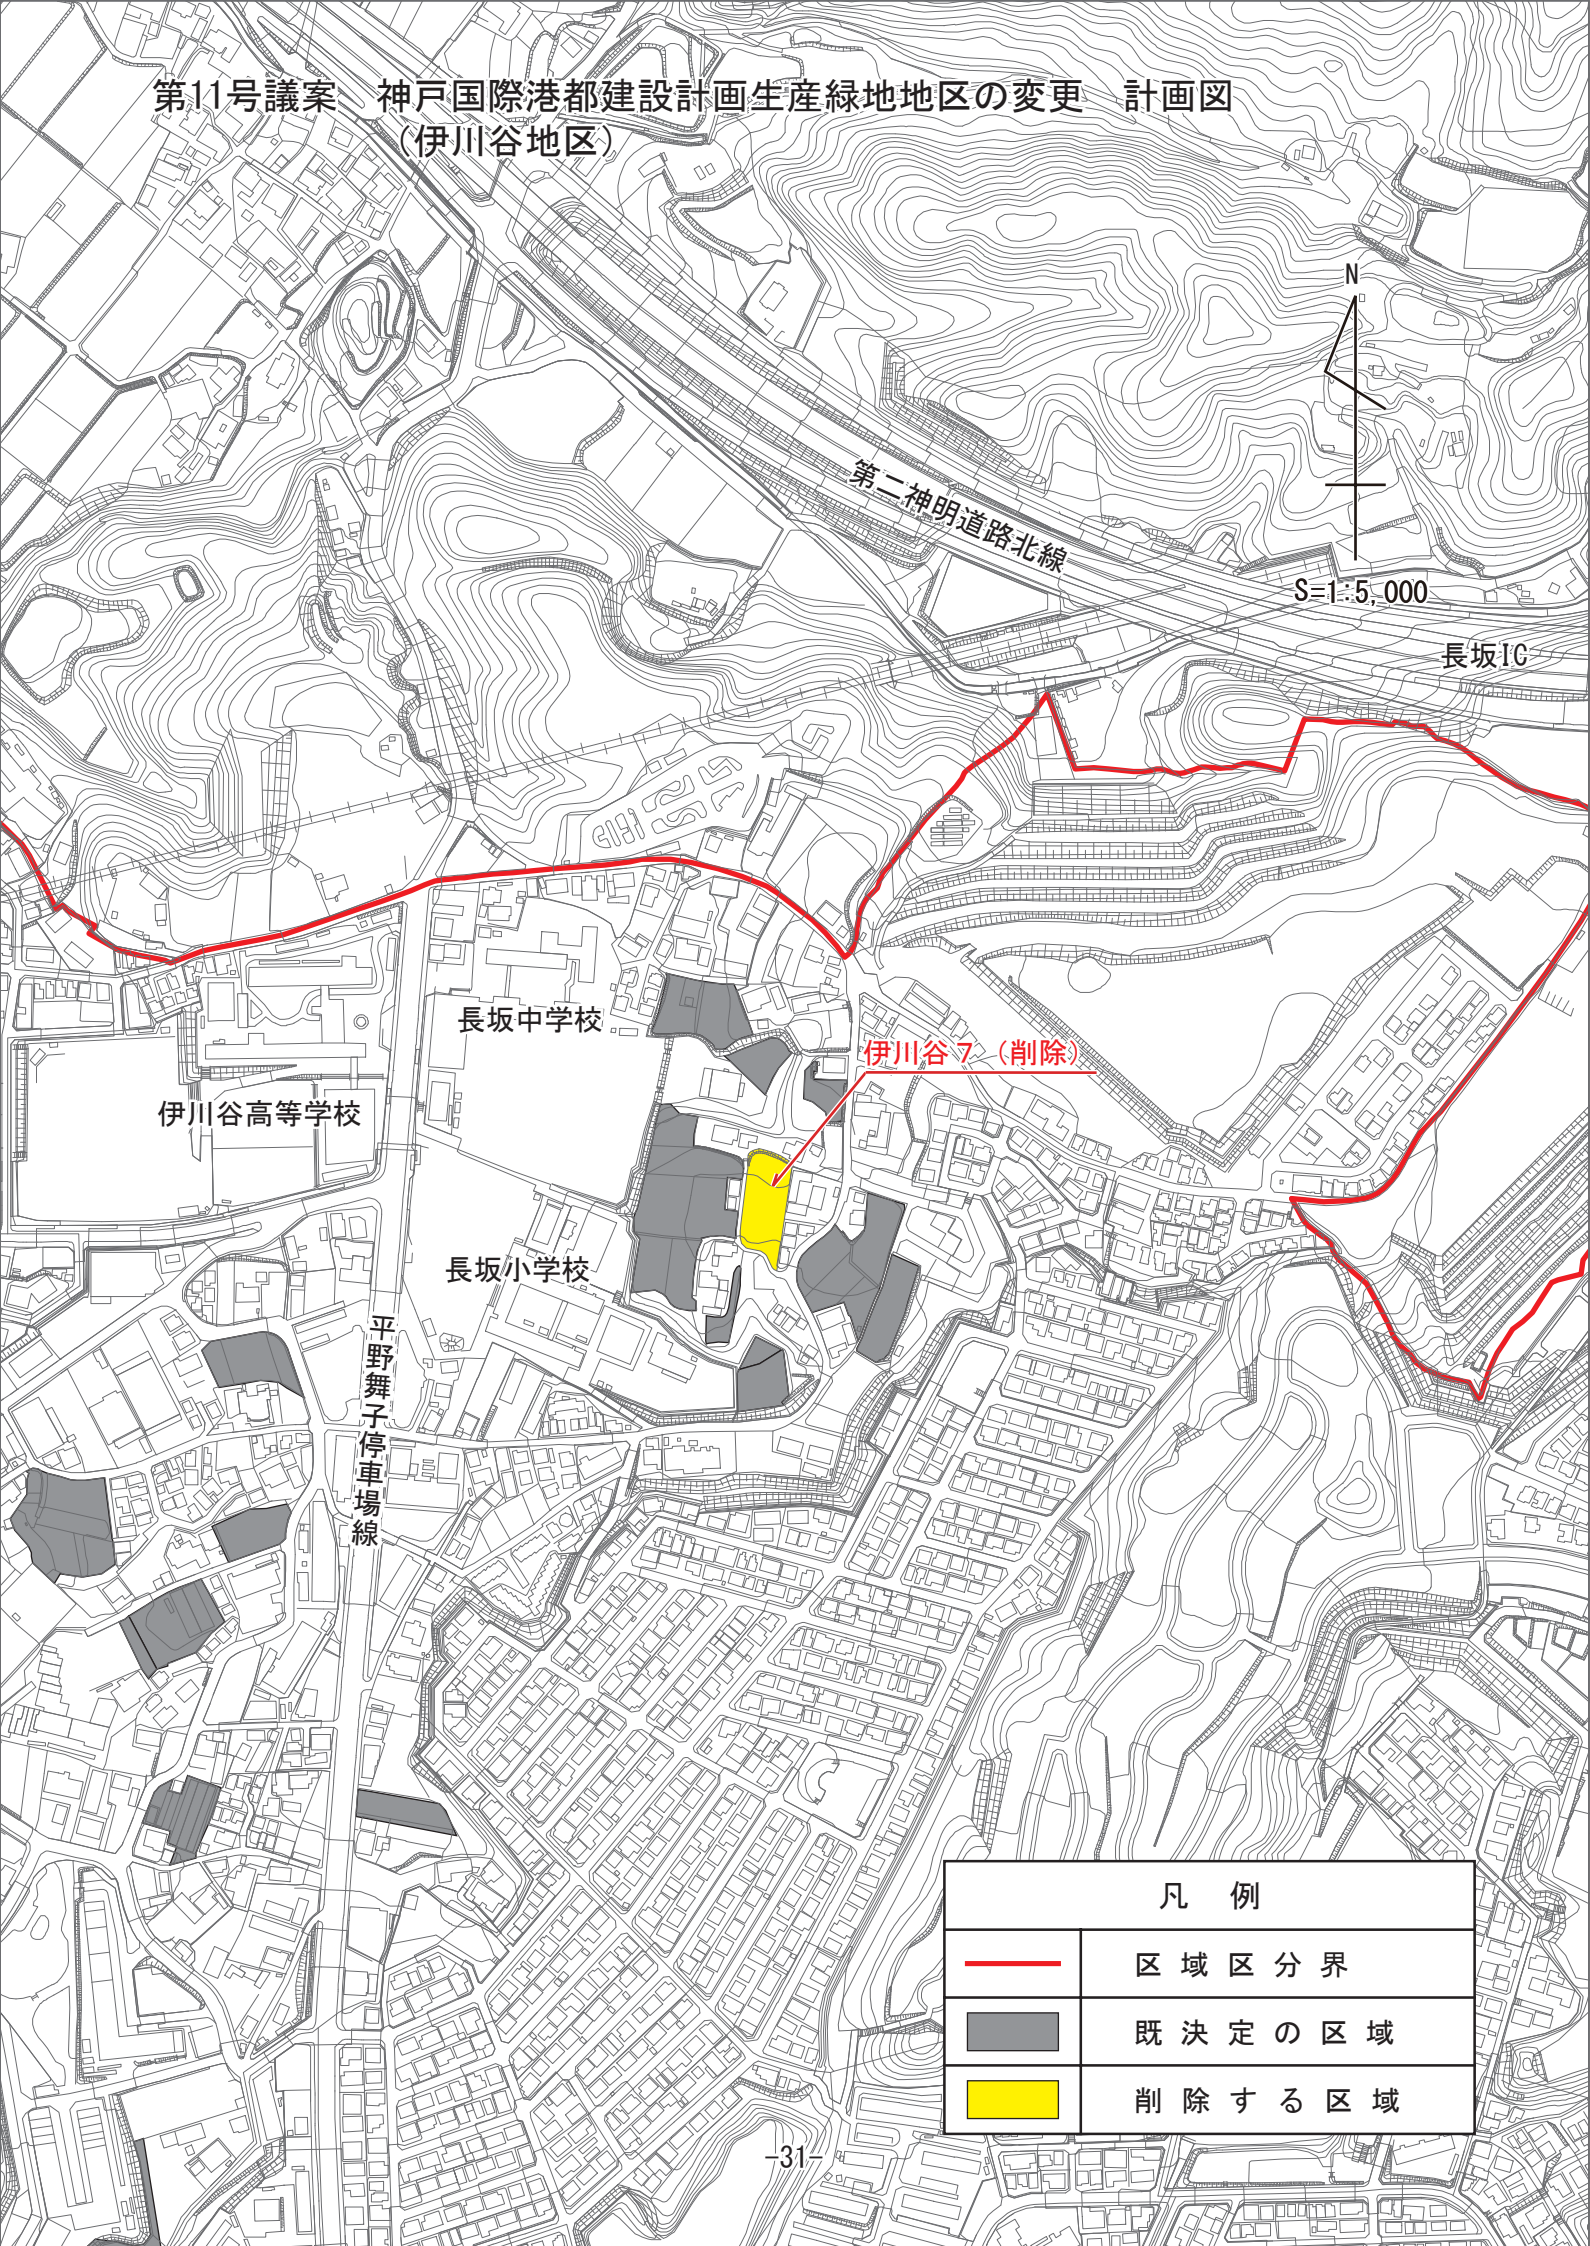 第11号議案　神戸国際港都建設計画生産緑地地区の変更　計画図
（伊川谷地区）
N
第二神明道路北線
S=1:5,000
長坂IC
長坂中学校
伊川谷７（削除）
伊川谷高等学校
長坂小学校
平野舞子停車場線
凡　例
区域区分界
既決定の区域
削除する区域
-31-